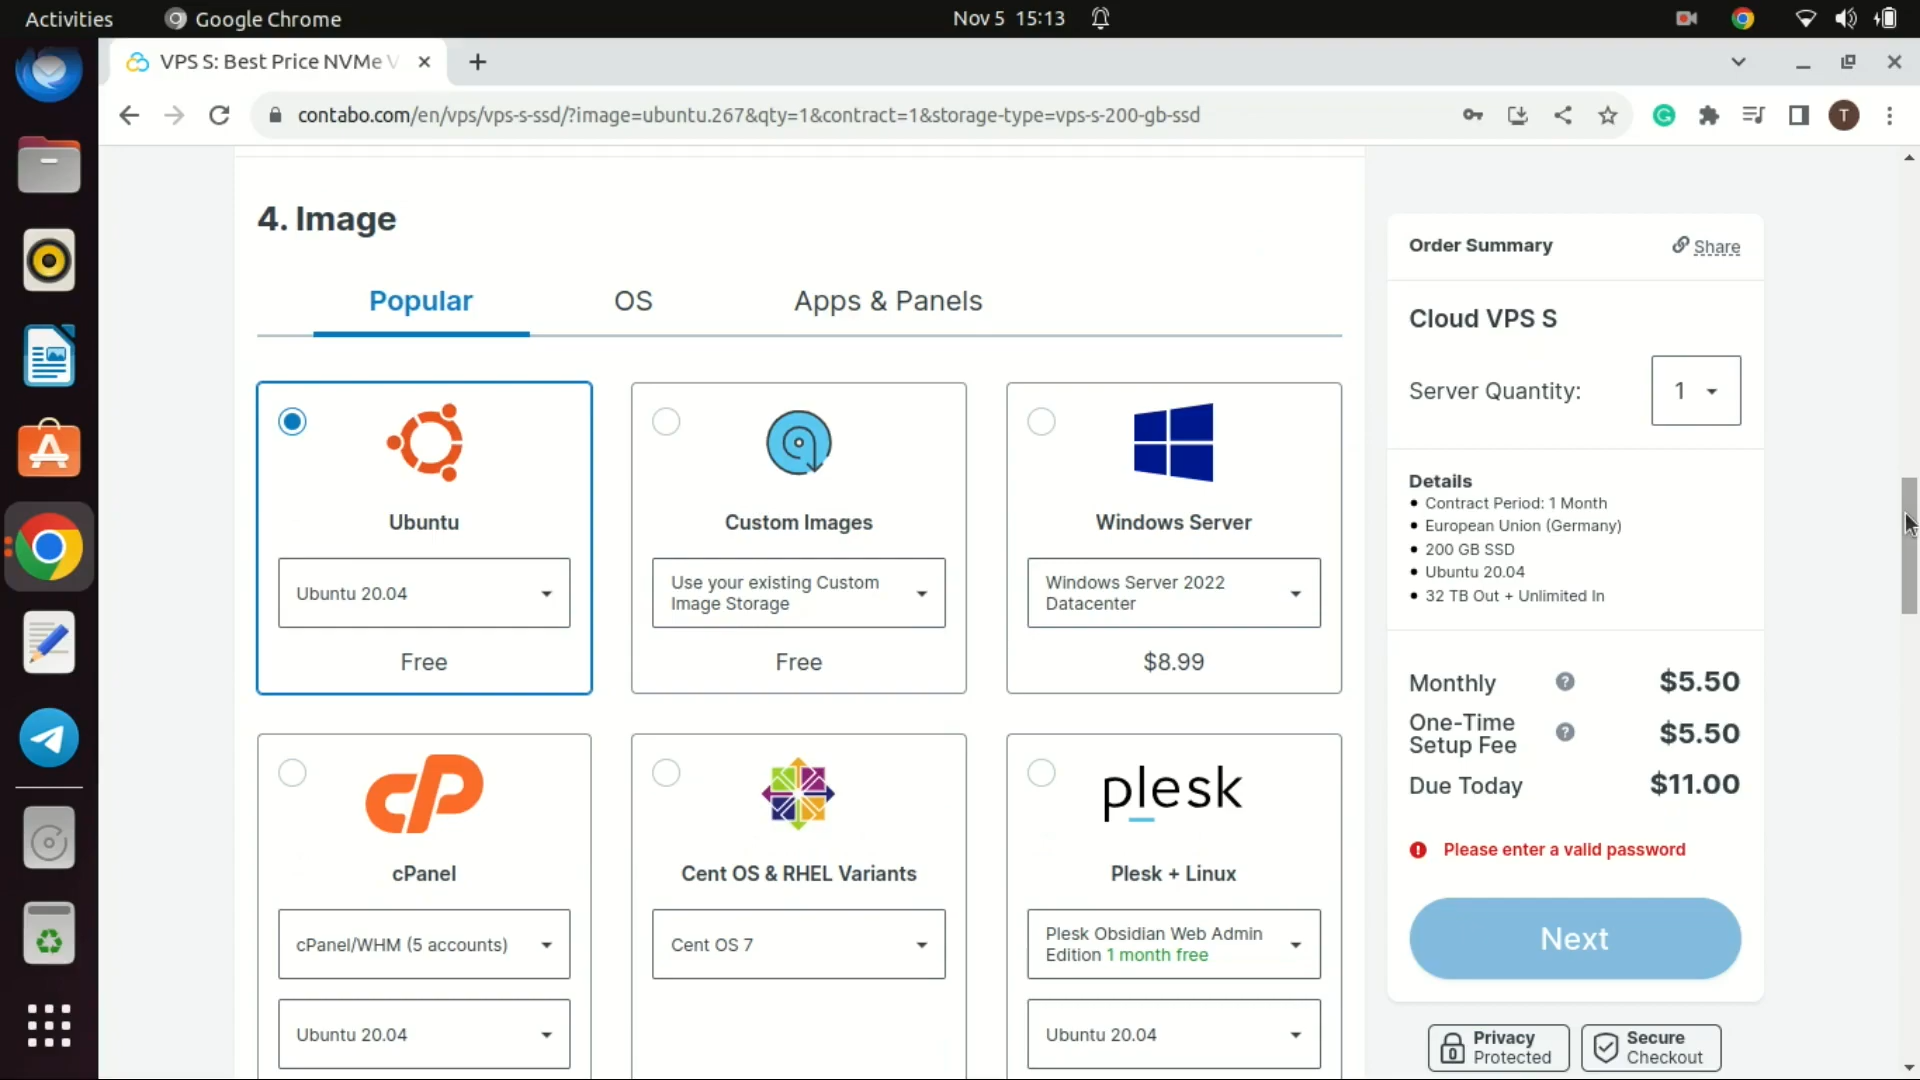 Activities
Google Chrome
Nov 5 15:13
VPS S: Best Price NVMe V
contabo.com/en/vps/vps-s-ssd/?image=ubuntu.267&qty=1&contract=1&storage-type=vps-s-200-gb-ssd
T
4. Image
Popular
OS
Apps & Panels
Ubuntu
Ubuntu 20.04
Free
Custom Images
Use your existing Custom
Image Storage
Free
Windows Server
Windows Server 2022
Datacenter
$8.99
cPanel
cPanel/WHM (5 accounts)
Ubuntu 20.04
Cent OS & RHEL Variants
Cent OS 7
plesk
Plesk + Linux
Plesk Obsidian Web Admin
Edition 1 month free
Ubuntu 20.04
Order Summary
Share
Cloud VPS S
Server Quantity:
1
Details
• Contract Period: 1 Month
• European Union (Germany)
• 200 GB SSD
• Ubuntu 20.04
• 32 TB Out + Unlimited In
Monthly
$5.50
One-Time
Setup Fee
$5.50
Due Today
$11.00
Please enter a valid password
Next
Privacy
Protected
Secure
Checkout